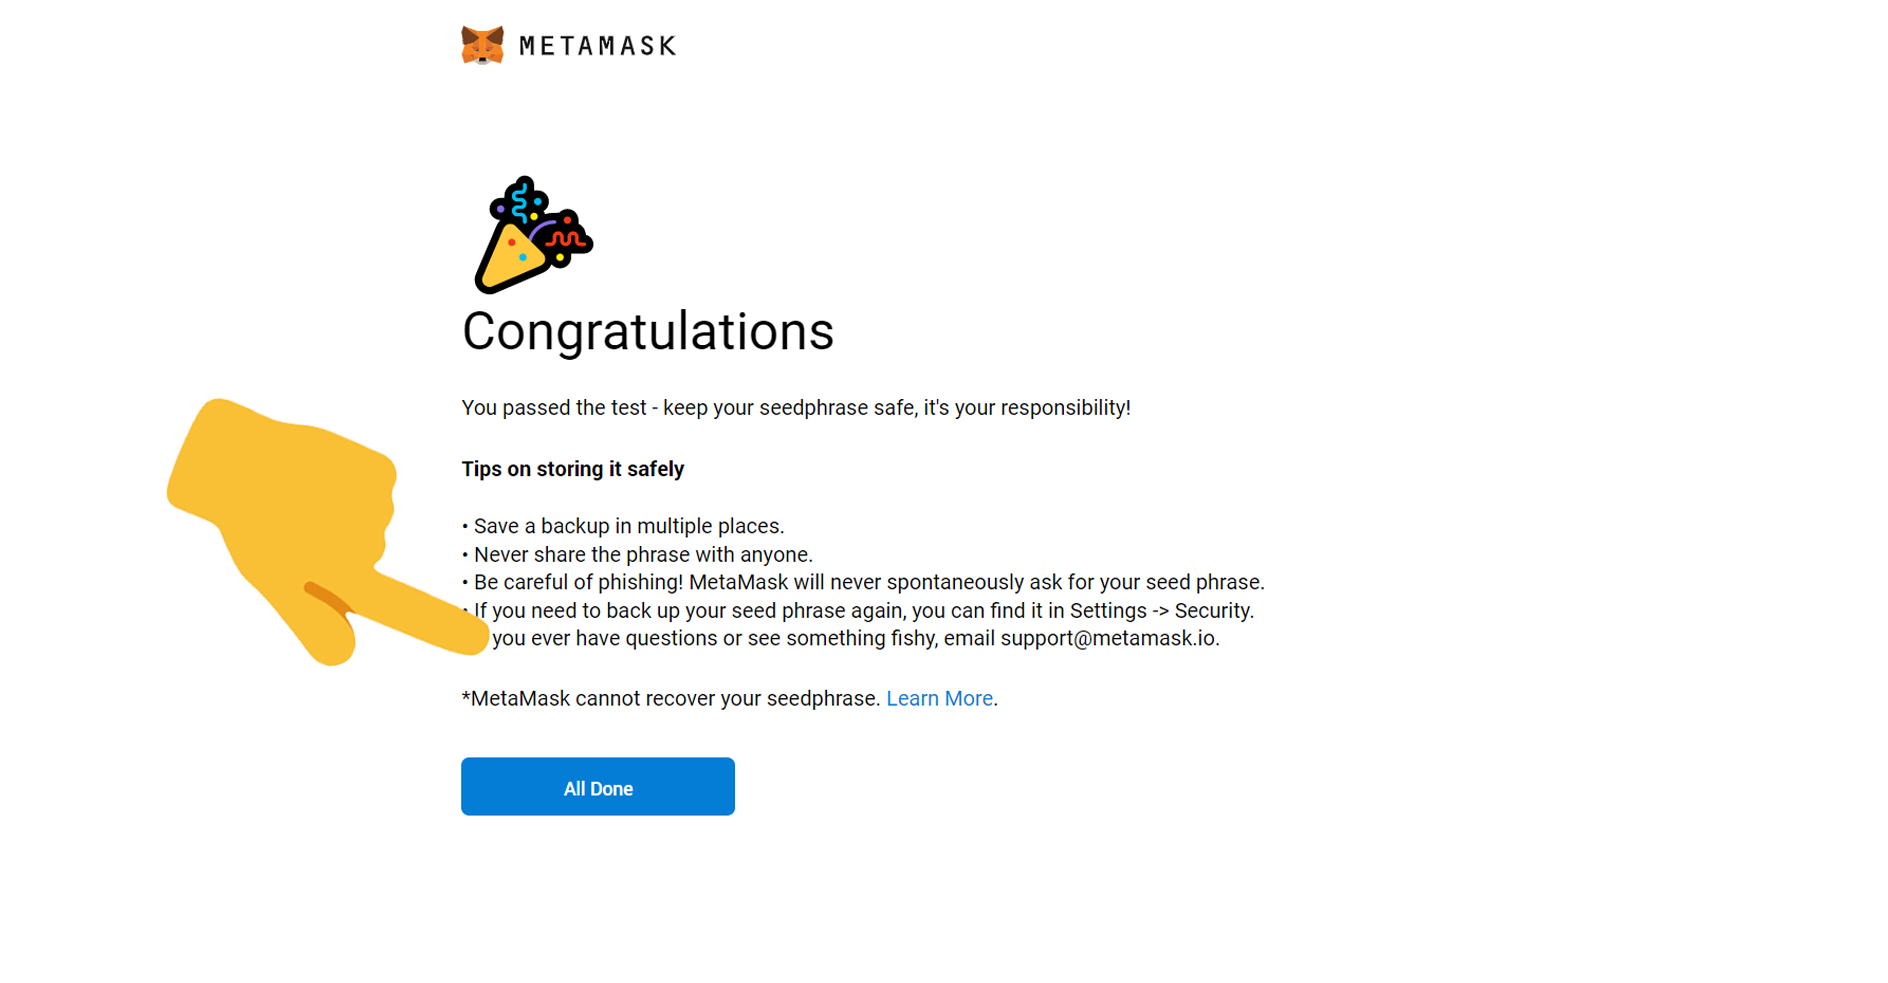 METAMASK
Congratulations
You passed the test - keep your seedphrase safe, it's your responsibility!
Tips on storing it safely
• Save a backup in multiple places.
• Never share the phrase with anyone.
• Be careful of phishing! MetaMask will never spontaneously ask for your seed phrase.
• If you need to back up your seed phrase again, you can find it in Settings -> Security.
you ever have questions or see something fishy, email support@metamask.io.
*MetaMask cannot recover your seedphrase. Learn More.
All Done